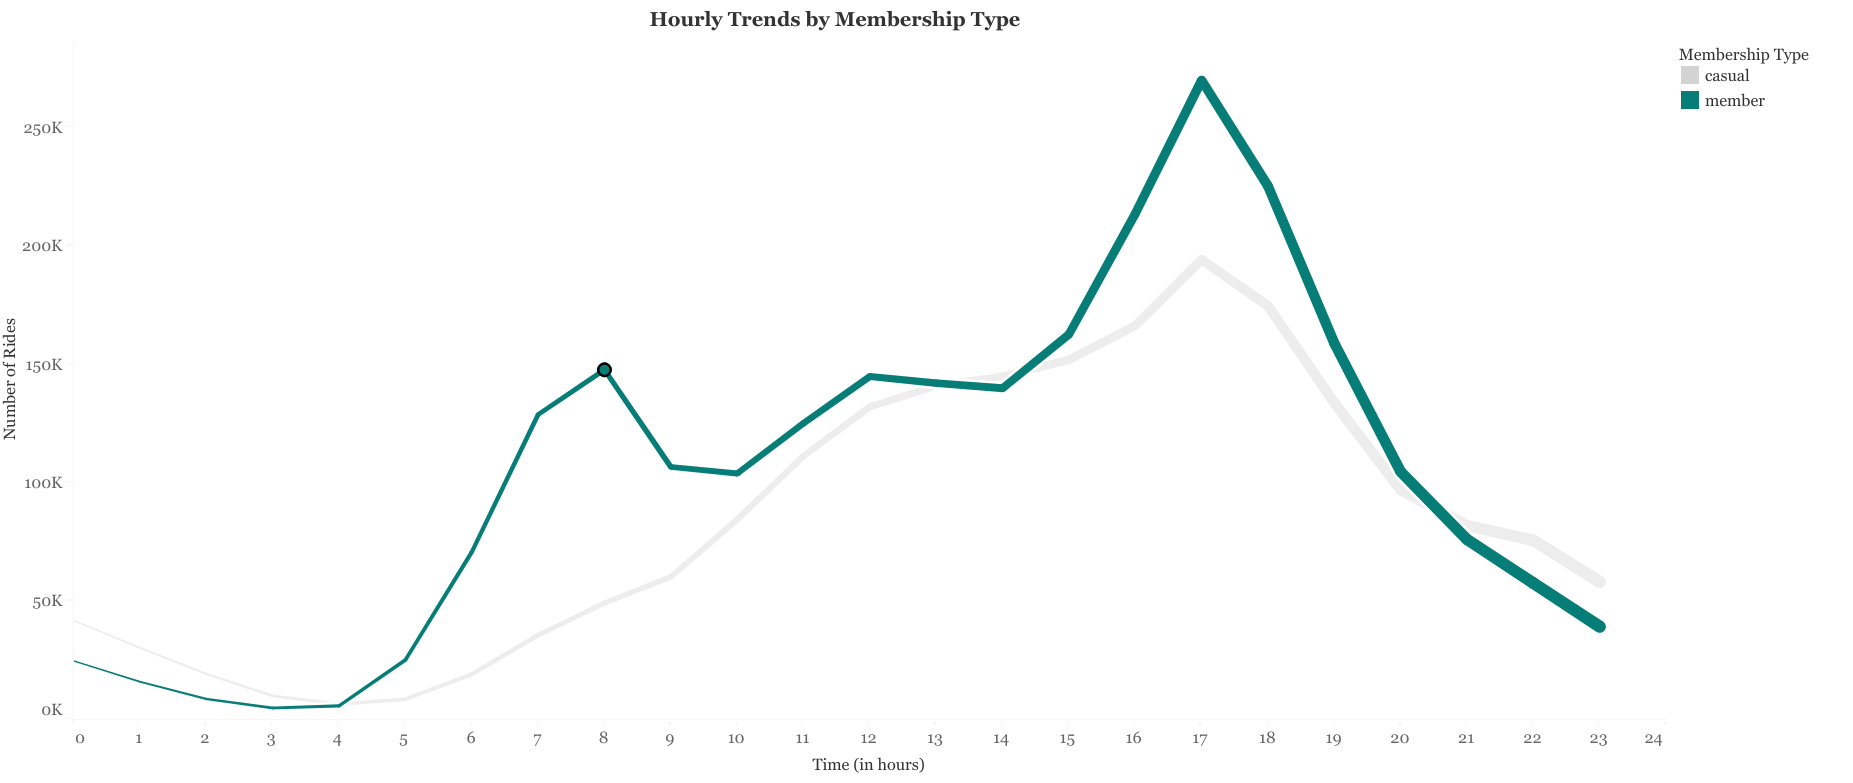 Hourly Trends by Membership Type
Membership Type
casual
member
Number of Rides
250K
200K
150K
100K
50K
0K
0 1 2 3 4 5 6 7 8 9 10 11 12 13 14 15 16 17 18 19 20 21 22 23 24
Time (in hours)